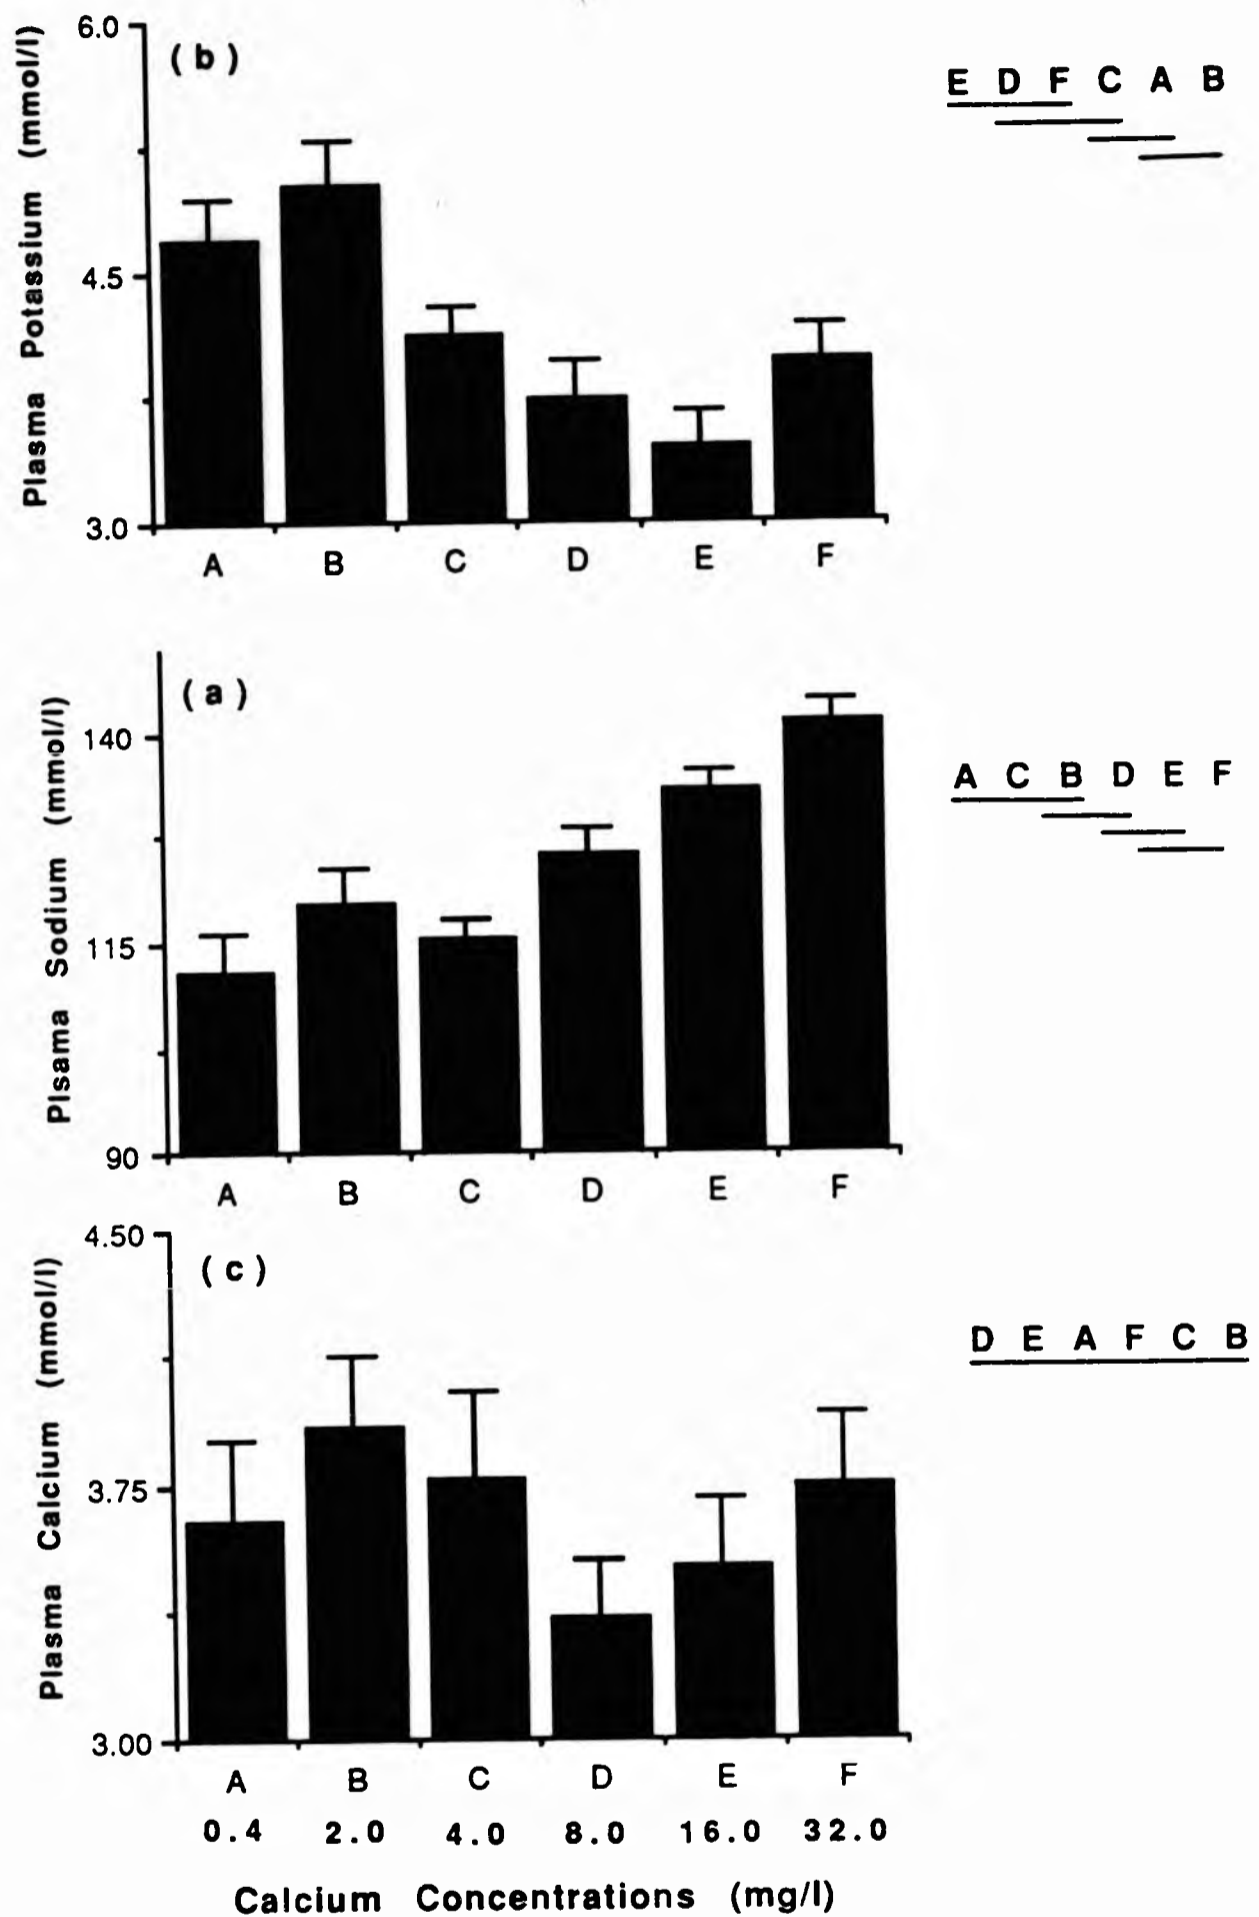 6.0
(b)
E D F C A B
Plasma Potassium (mmol/l)
4.5
3.0
A B C D E F
(a)
140
A C B D E F
Plsama Sodium (mmol/l)
115
90
A B C D E F
4.50
(c)
D E A F C B
Plasma Calcium (mmol/l)
3.75
3.00
A B C D E F
0.4 2.0 4.0 8.0 16.0 32.0
Calcium Concentrations (mg/l)